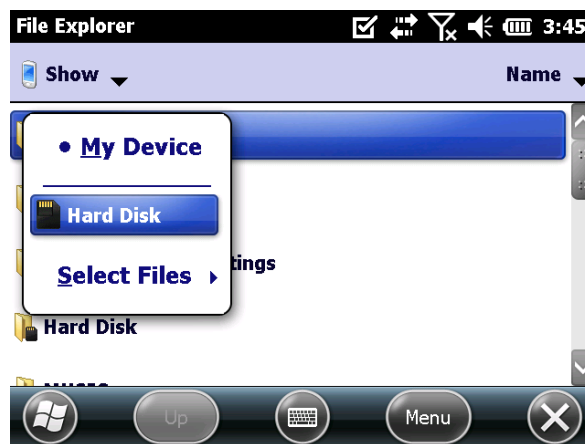 File Explorer 3:45
Show Name
My Device
Hard Disk
tings
Select Files
Hard Disk
Up Menu